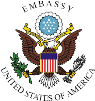 EMBASSY
UNITED STATES OF AMERICA